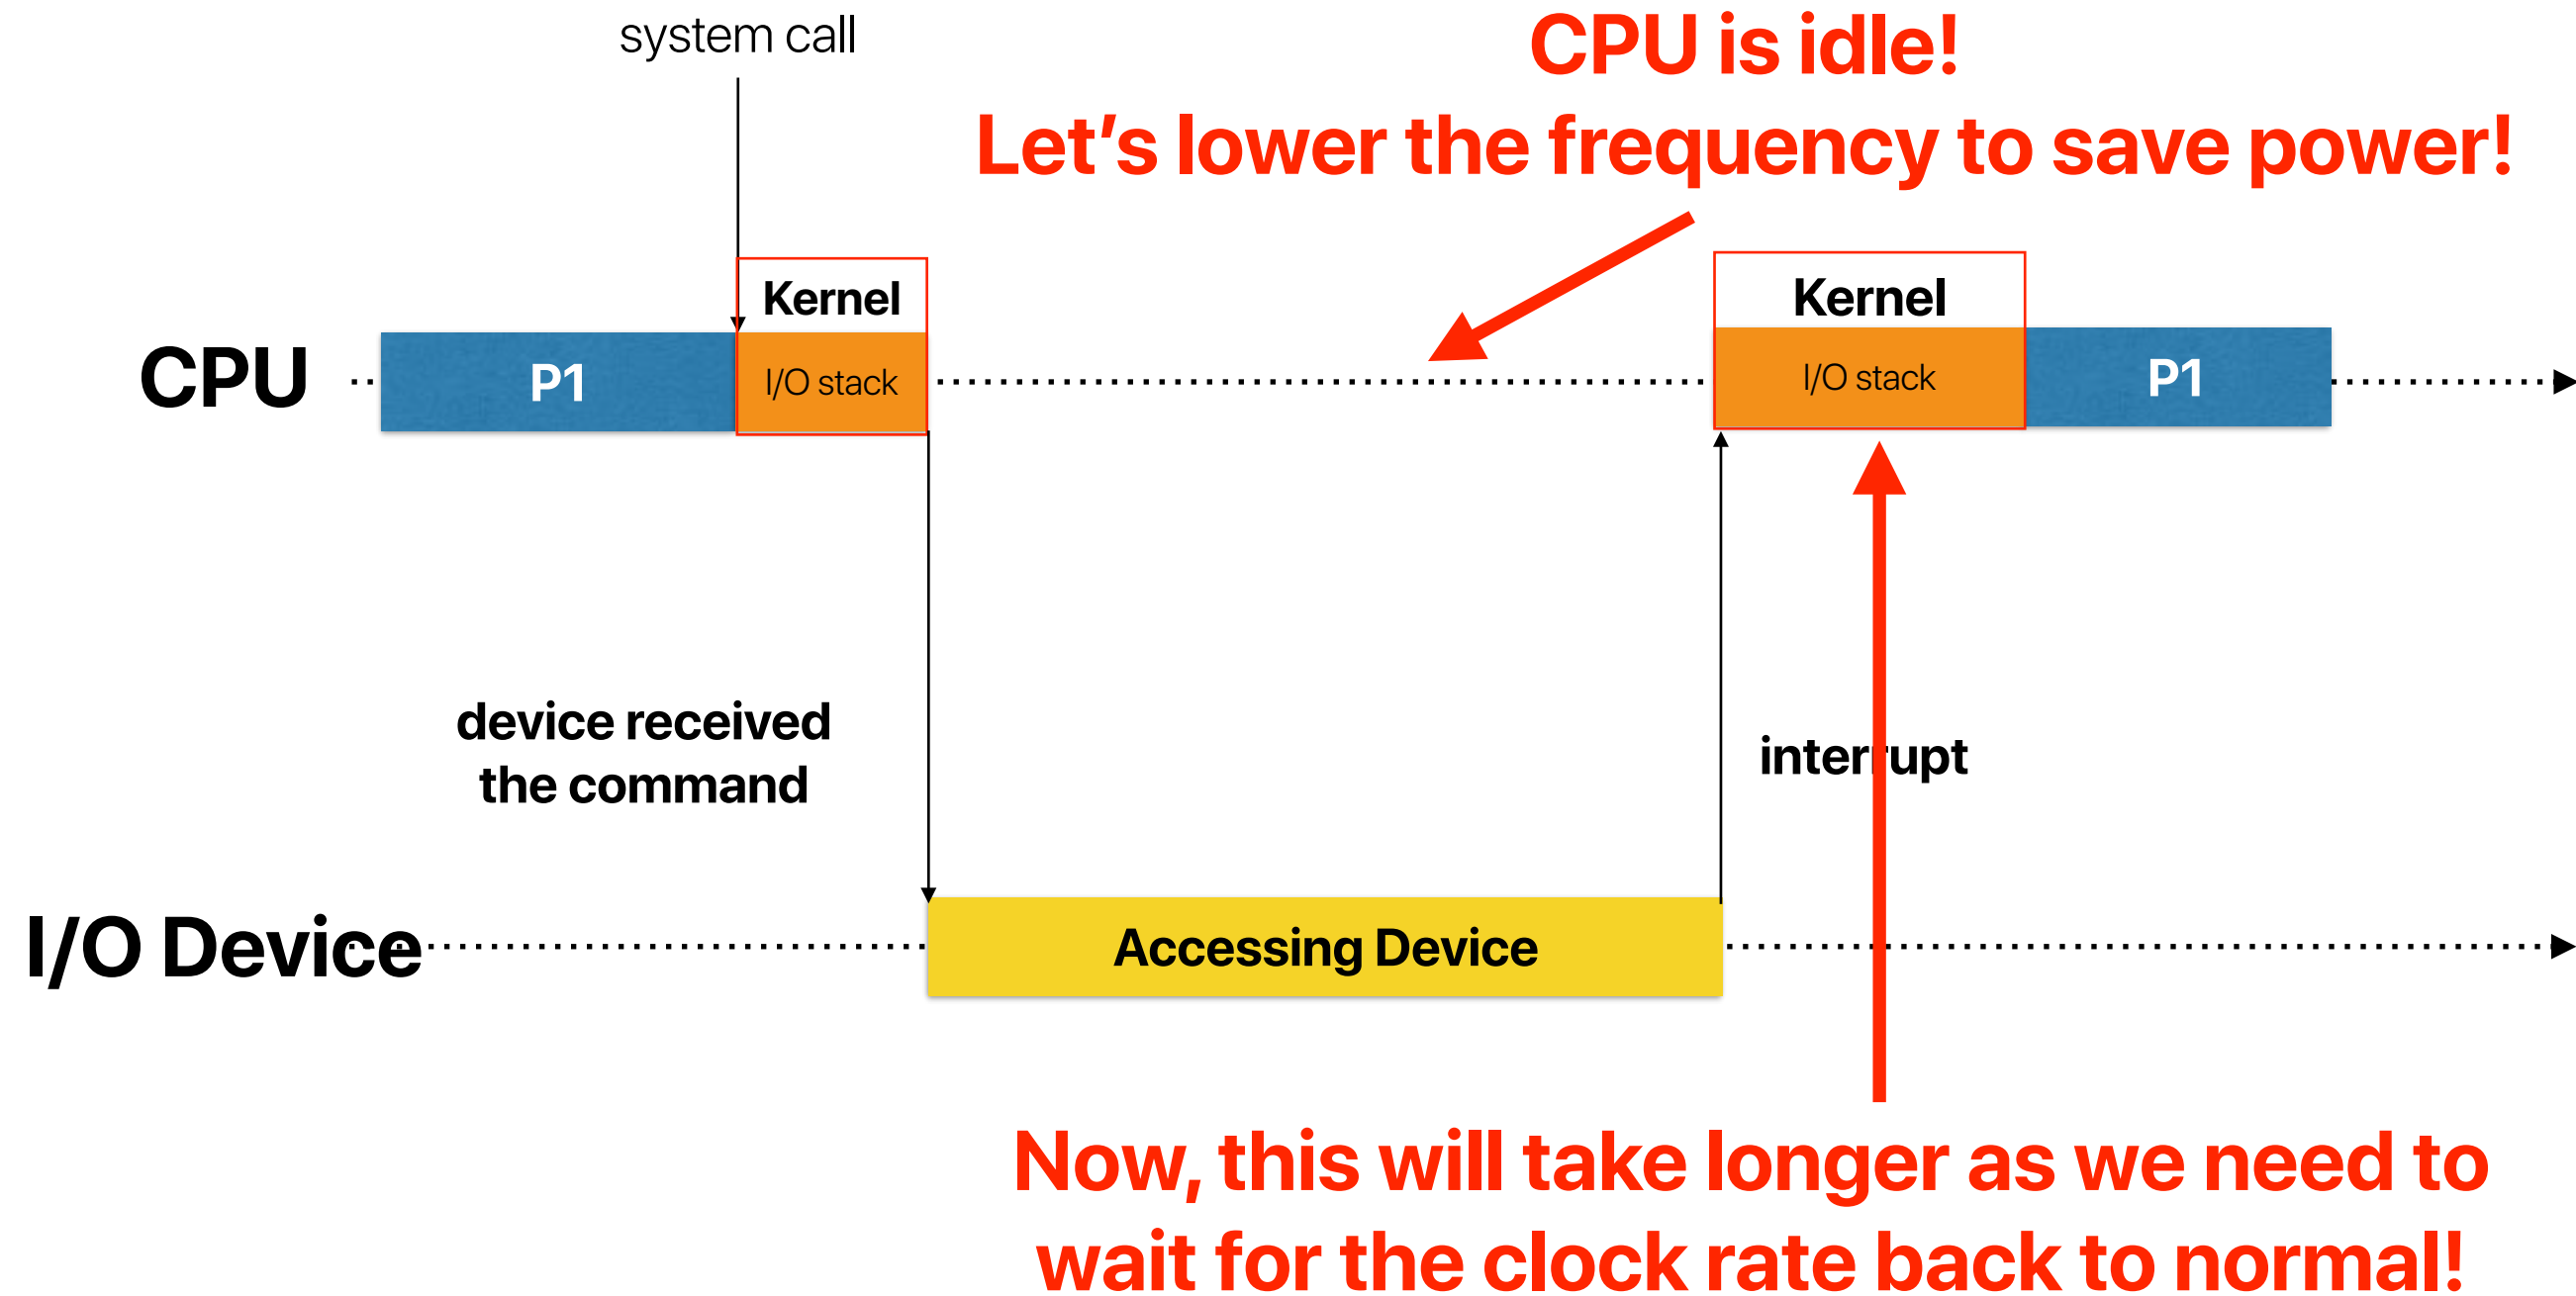 system call
CPU is idle!
Let’s lower the frequency to save power!
Kernel
Kernel
CPU
P1
I/O stack
I/O stack
P1
device received
the command
interrupt
I/O Device
Accessing Device
Now, this will take longer as we need to
wait for the clock rate back to normal!